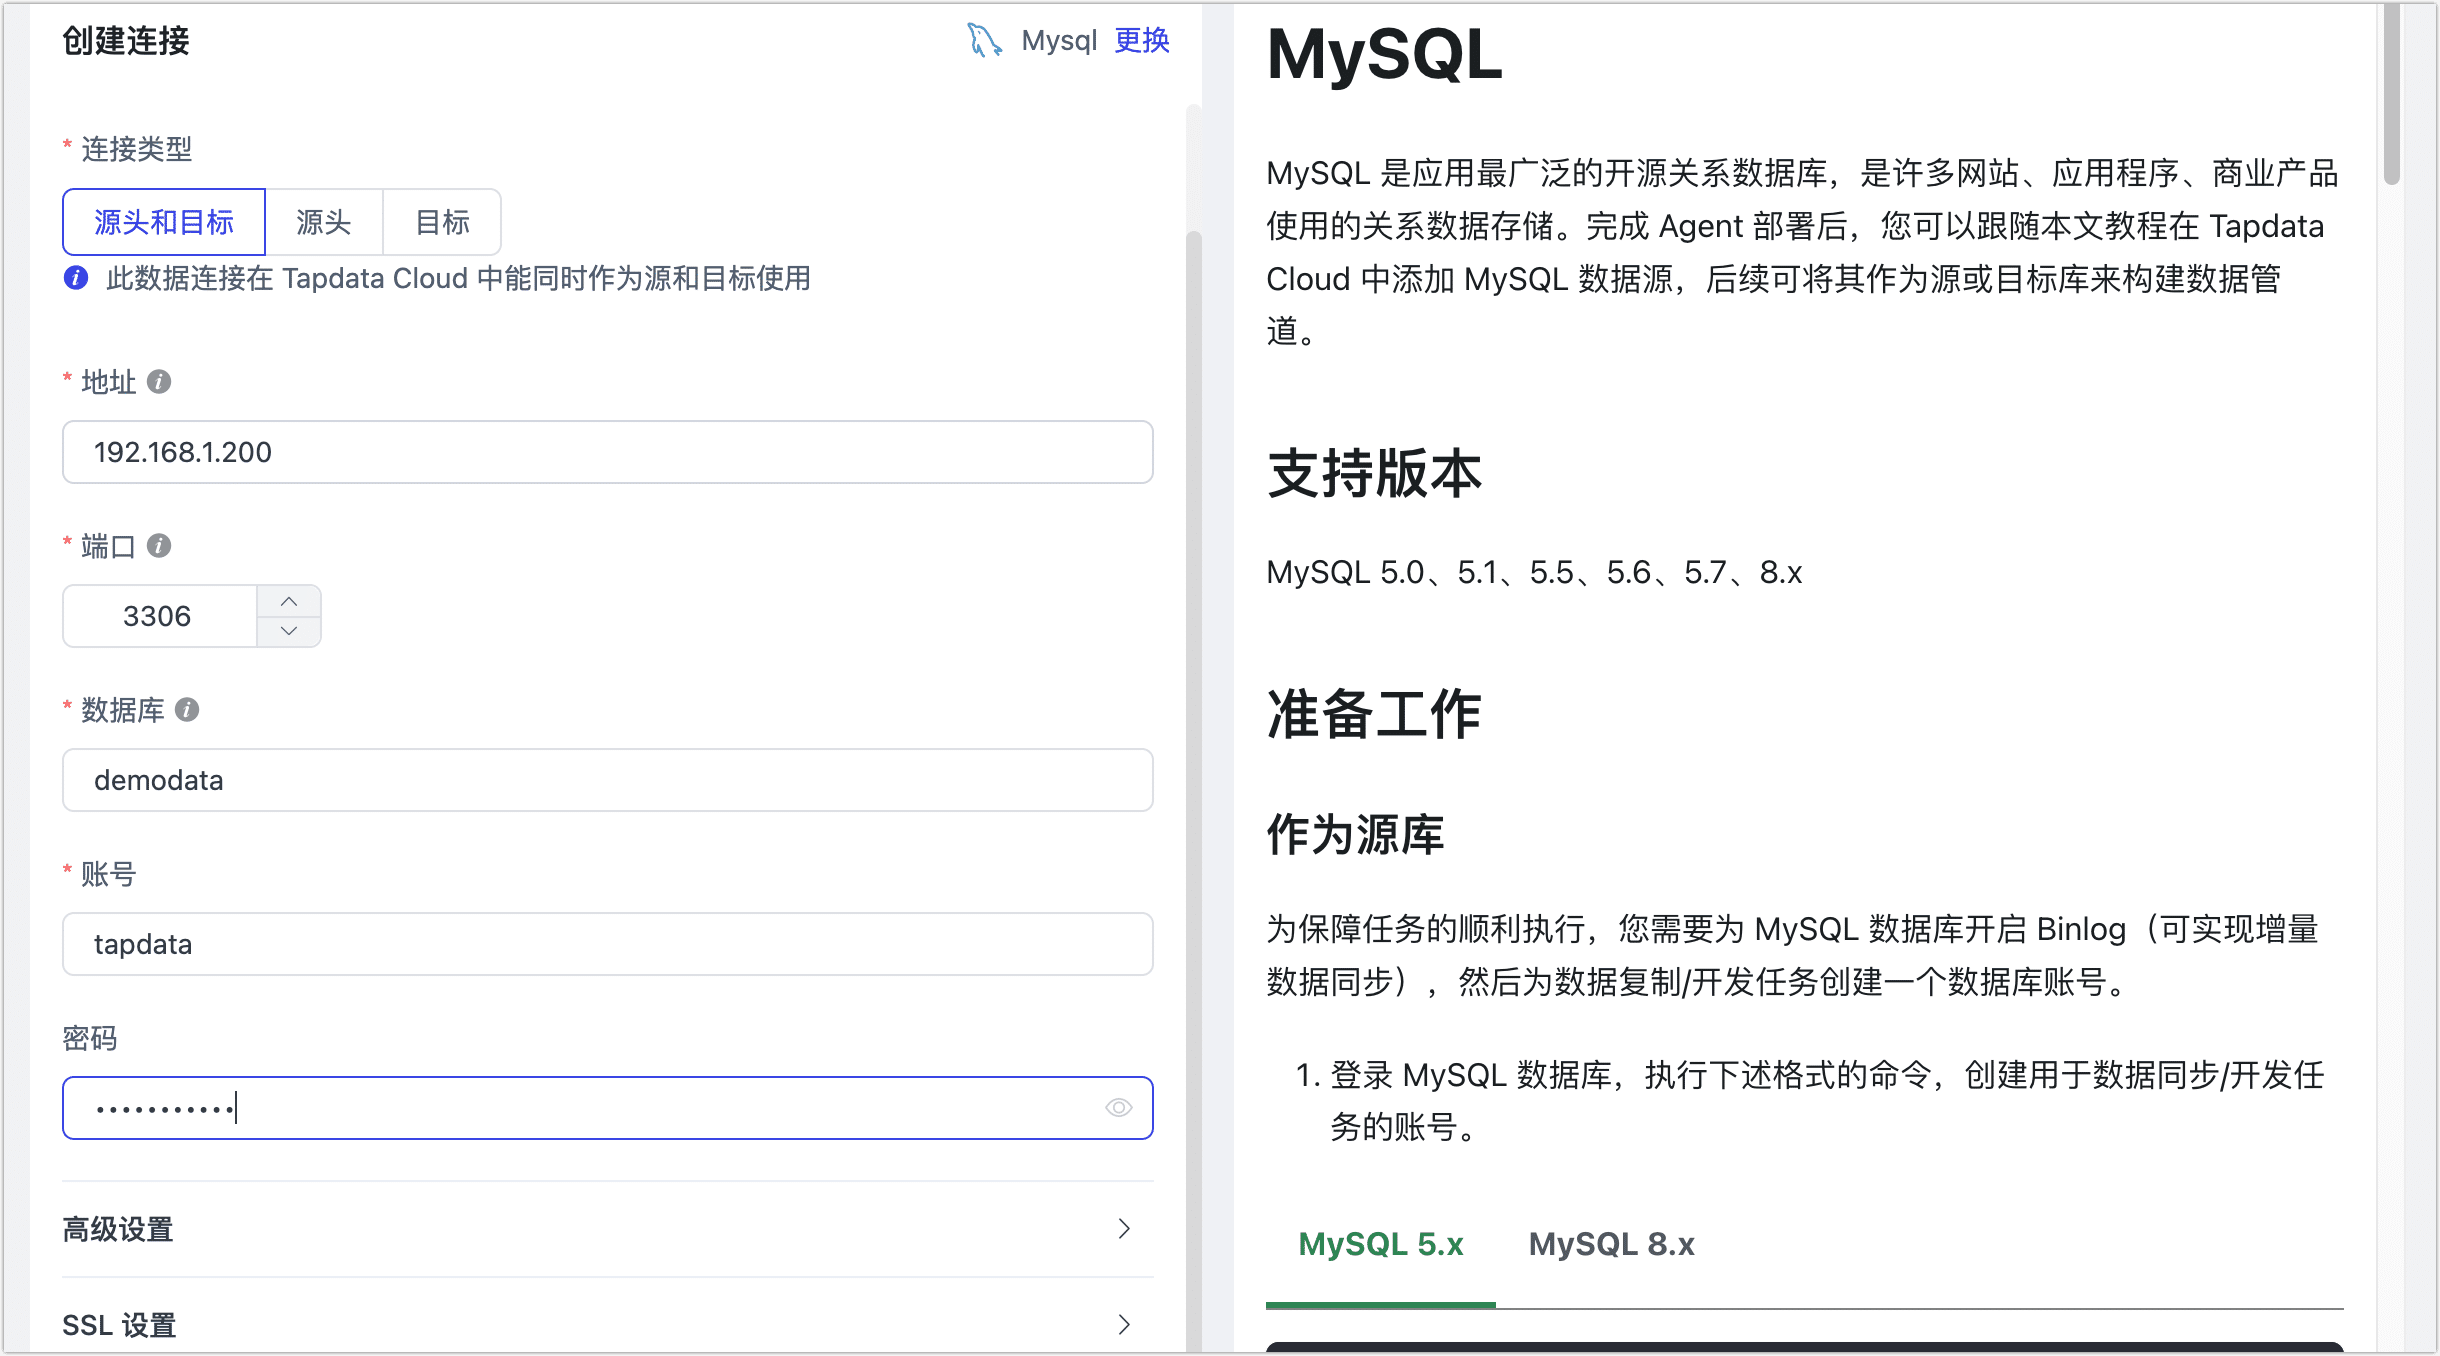 创建连接
Mysql 更换
* 连接类型
源头和目标 源头 目标
此数据连接在 Tapdata Cloud 中能同时作为源和目标使用
* 地址
192.168.1.200
* 端口
3306
* 数据库
demodata
* 账号
tapdata
密码
•••••••••••
高级设置
SSL 设置
MySQL
MySQL 是应用最广泛的开源关系数据库，是许多网站、应用程序、商业产品
使用的关系数据存储。完成 Agent 部署后，您可以跟随本文教程在 Tapdata
Cloud 中添加 MySQL 数据源，后续可将其作为源或目标库来构建数据管
道。
支持版本
MySQL 5.0、5.1、5.5、5.6、5.7、8.x
准备工作
作为源库
为保障任务的顺利执行，您需要为 MySQL 数据库开启 Binlog（可实现增量
数据同步），然后为数据复制/开发任务创建一个数据库账号。
1. 登录 MySQL 数据库，执行下述格式的命令，创建用于数据同步/开发任
务的账号。
MySQL 5.x MySQL 8.x